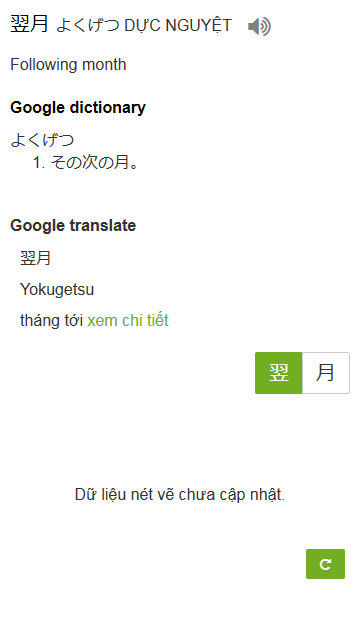 翌月 よくげつ DỰC NGUYỆT
Following month
Google dictionary
よくげつ
1. その次の月。
Google translate
翌月
Yokugetsu
tháng tới xem chi tiết
翌 月
Dữ liệu nét vẽ chưa cập nhật.